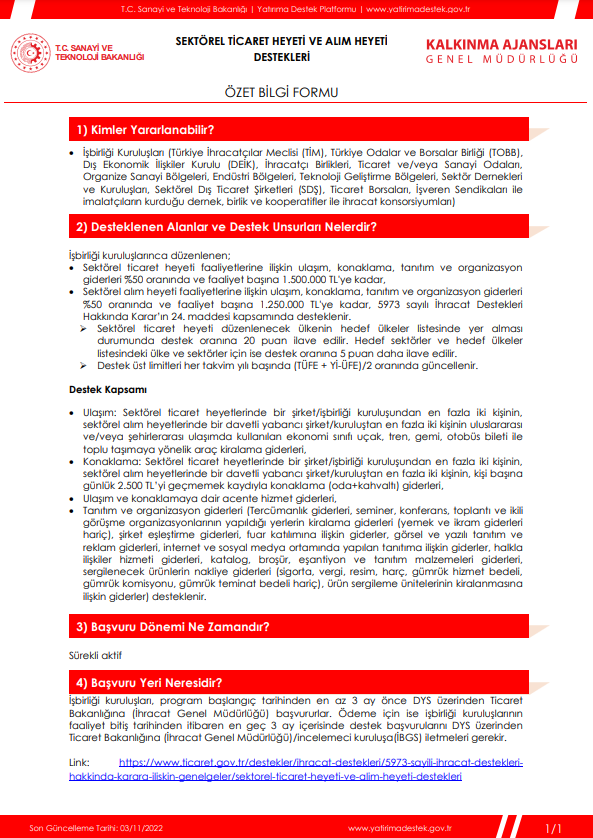 T.C. Sanayi ve Teknoloji Bakanlığı | Yatırıma Destek Platformu | www.yatirimadestek.gov.tr
T.C. SANAYİ VE
TEKNOLOJİ BAKANLIĞI
SEKTÖREL TİCARET HEYETİ VE ALIM HEYETİ
DESTEKLERİ
KALKINMA AJANSLARI
GENEL MÜDÜRLÜĞÜ
ÖZET BİLGİ FORMU
1) Kimler Yararlanabilir?
1/1
• İşbirliği Kuruluşları (Türkiye İhracatçılar Meclisi (TİM), Türkiye Odalar ve Borsalar Birliği (TOBB),
Dış Ekonomik İlişkiler Kurulu (DEİK), İhracatçı Birlikleri, Ticaret ve/veya Sanayi Odaları,
Organize Sanayi Bölgeleri, Endüstri Bölgeleri, Teknoloji Geliştirme Bölgeleri, Sektör Dernekleri
ve Kuruluşları, Sektörel Dış Ticaret Şirketleri (SDŞ), Ticaret Borsaları, İşveren Sendikaları ile
imalatçıların kurduğu dernek, birlik ve kooperatifler ile ihracat konsorsiyumları)
2) Desteklenen Alanlar ve Destek Unsurları Nelerdir?
İşbirliği kuruluşlarınca düzenlenen;
• Sektörel ticaret heyeti faaliyetlerine ilişkin ulaşım, konaklama, tanıtım ve organizasyon
giderleri %50 oranında ve faaliyet başına 1.500.000 TL'ye kadar,
• Sektörel alım heyeti faaliyetlerine ilişkin ulaşım, konaklama, tanıtım ve organizasyon giderleri
%50 oranında ve faaliyet başına 1.250.000 TL'ye kadar, 5973 sayılı İhracat Destekleri
Hakkında Karar'ın 24. maddesi kapsamında desteklenir.
➢ Sektörel ticaret heyeti düzenlenecek ülkenin hedef ülkeler listesinde yer alması
durumunda destek oranına 20 puan ilave edilir. Hedef sektörler ve hedef ülkeler
listesindeki ülke ve sektörler için ise destek oranına 5 puan daha ilave edilir.
➢ Destek üst limitleri her takvim yılı başında (TÜFE + Yİ-ÜFE)/2 oranında güncellenir.
Destek Kapsamı
• Ulaşım: Sektörel ticaret heyetlerinde bir şirket/işbirliği kuruluşundan en fazla iki kişinin,
sektörel alım heyetlerinde bir davetli yabancı şirket/kuruluştan en fazla iki kişinin uluslararası
ve/veya şehirlerarası ulaşımda kullanılan ekonomi sınıfı uçak, tren, gemi, otobüs bileti ile
toplu taşımaya yönelik araç kiralama giderleri,
• Konaklama: Sektörel ticaret heyetlerinde bir şirket/işbirliği kuruluşundan en fazla iki kişinin,
sektörel alım heyetlerinde bir davetli yabancı şirket/kuruluştan en fazla iki kişinin, kişi başına
günlük 2.500 TL'yi geçmemek kaydıyla konaklama (oda+kahvaltı) giderleri,
• Ulaşım ve konaklamaya dair acente hizmet giderleri,
• Tanıtım ve organizasyon giderleri (Tercümanlık giderleri, seminer, konferans, toplantı ve ikili
görüşme organizasyonlarının yapıldığı yerlerin kiralama giderleri (yemek ve ikram giderleri
hariç), şirket eşleştirme giderleri, fuar katılımına ilişkin giderler, görsel ve yazılı tanıtım ve
reklam giderleri, internet ve sosyal medya ortamında yapılan tanıtıma ilişkin giderler, halkla
ilişkiler hizmeti giderleri, katalog, broşür, eşantiyon ve tanıtım malzemeleri giderleri,
sergilenecek ürünlerin nakliye giderleri (sigorta, vergi, resim, harç, gümrük hizmet bedeli,
gümrük komisyonu, gümrük teminat bedeli hariç), ürün sergileme ünitelerinin kiralanmasına
ilişkin giderler) desteklenir.
3) Başvuru Dönemi Ne Zamandır?
Sürekli aktif
4) Başvuru Yeri Neresidir?
İşbirliği kuruluşları, program başlangıç tarihinden en az 3 ay önce DYS üzerinden Ticaret
Bakanlığına (İhracat Genel Müdürlüğü) başvururlar. Ödeme için ise işbirliği kuruluşlarının
faaliyet bitiş tarihinden itibaren en geç 3 ay içerisinde destek başvurularını DYS üzerinden
Ticaret Bakanlığına (İhracat Genel Müdürlüğü)/incelemeci kuruluşa(İBGS) iletmeleri gerekir.
Link: https://www.ticaret.gov.tr/destekler/ihracat-destekleri/5973-sayili-ihracat-destekleri-
hakkinda-karara-iliskin-genelgeler/sektorel-ticaret-heyeti-ve-alim-heyeti-destekleri
Son Güncelleme Tarihi: 03/11/2022
www.yatirimadestek.gov.tr
1/1